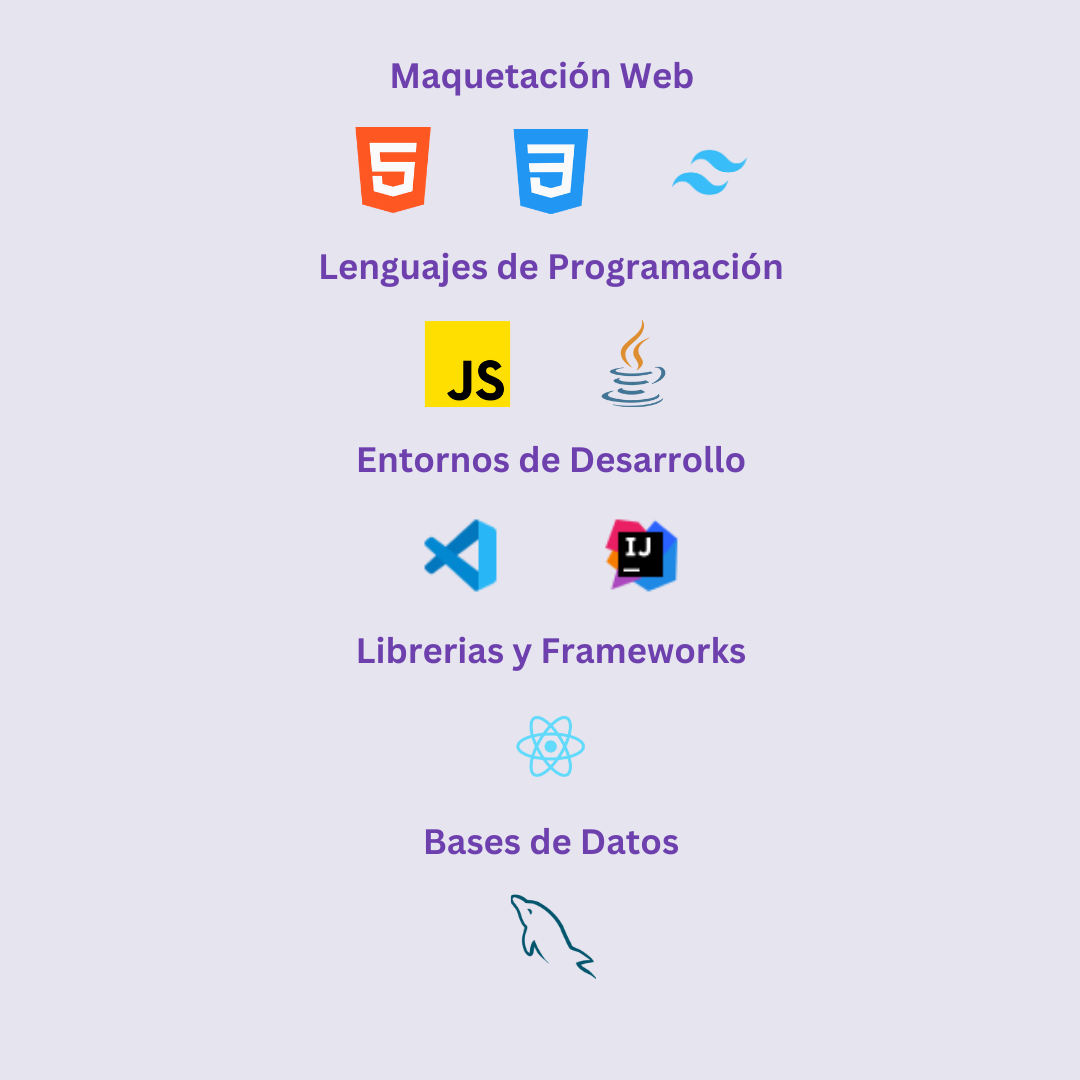 Maquetación Web
5
3
Lenguajes de Programación
JS
Entornos de Desarrollo
IJ
Librerias y Frameworks
Bases de Datos